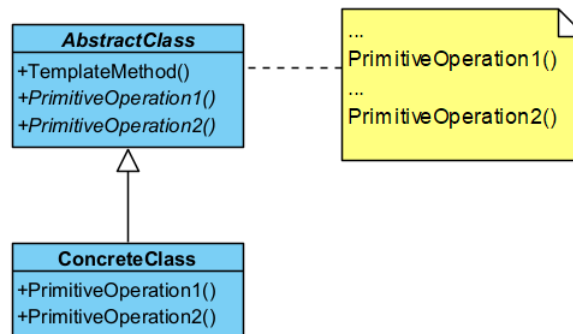 AbstractClass
+TemplateMethod()
+PrimitiveOperation1()
+PrimitiveOperation2()
...
PrimitiveOperation1()
...
PrimitiveOperation2()
ConcreteClass
+PrimitiveOperation1()
+PrimitiveOperation2()